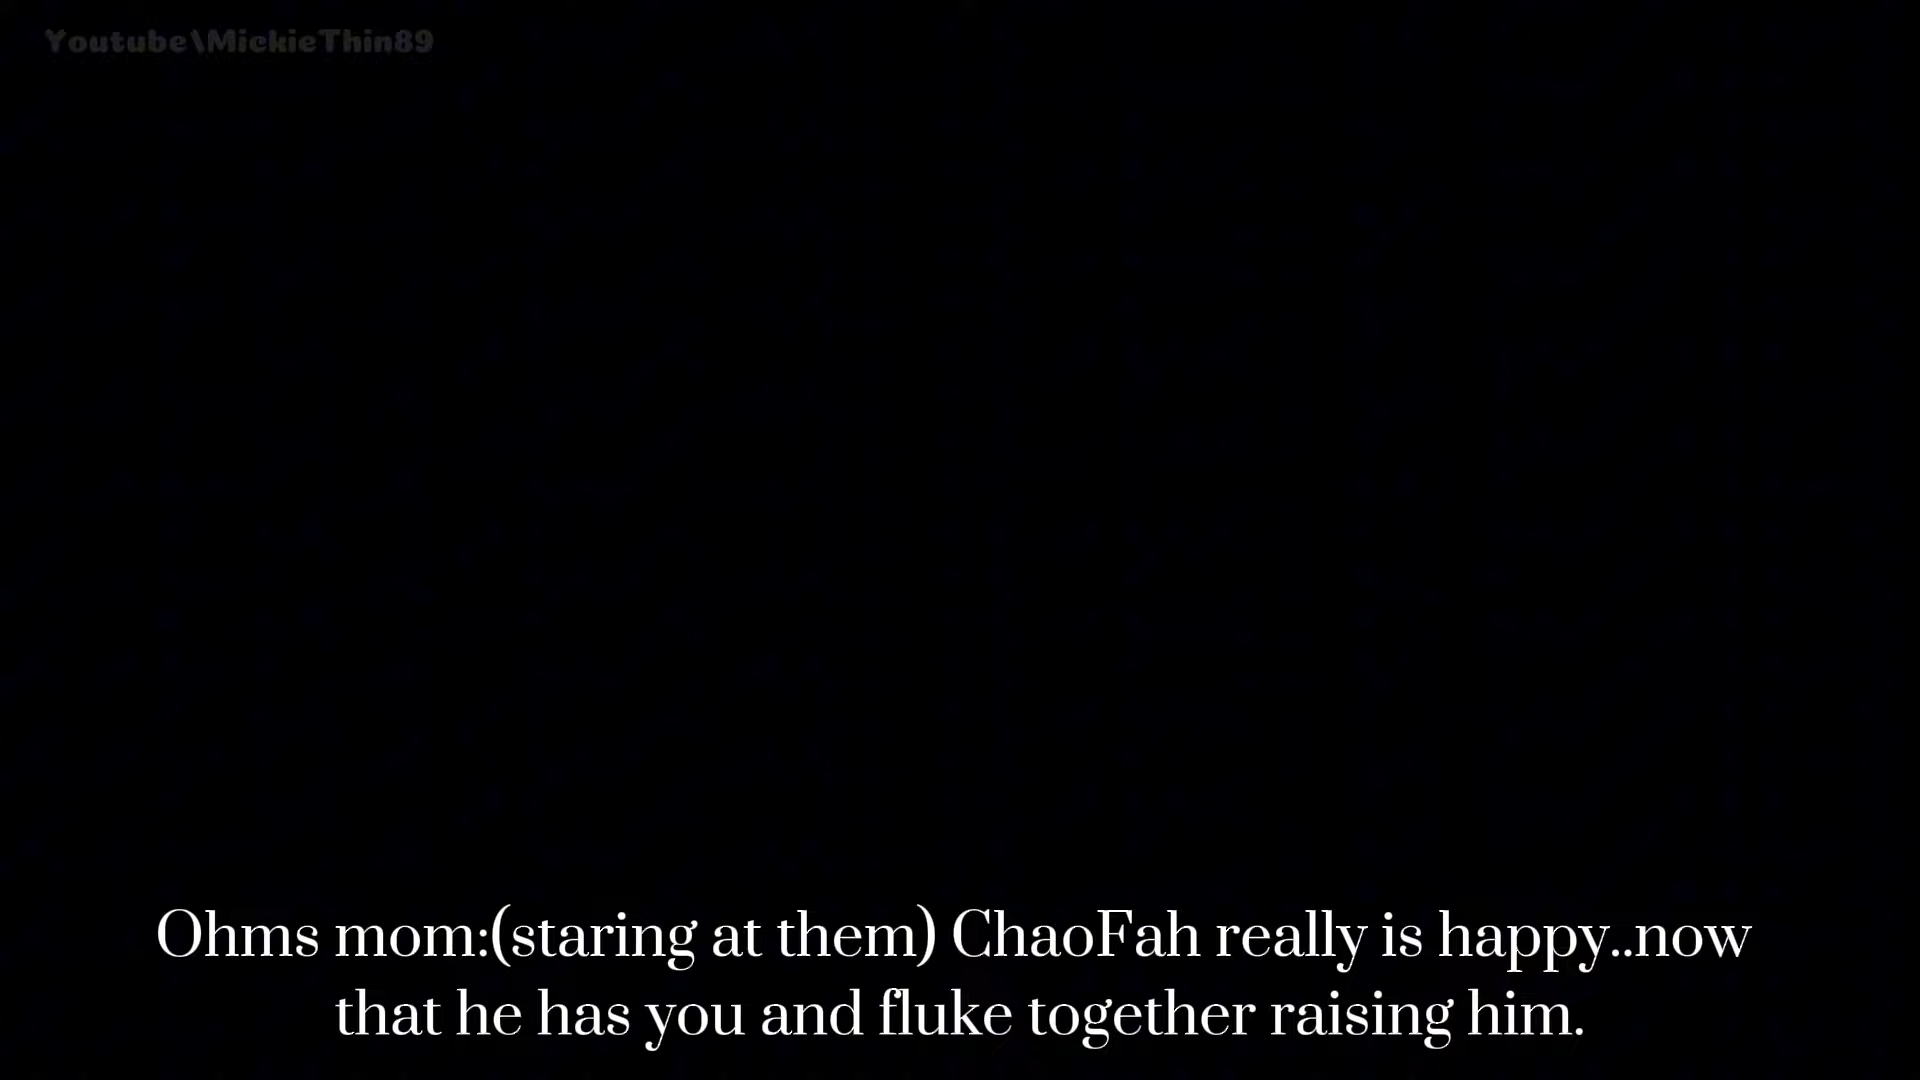 Youtube\MickieThin89
Ohms mom:(staring at them) ChaoFah really is happy..now
that he has you and fluke together raising him.